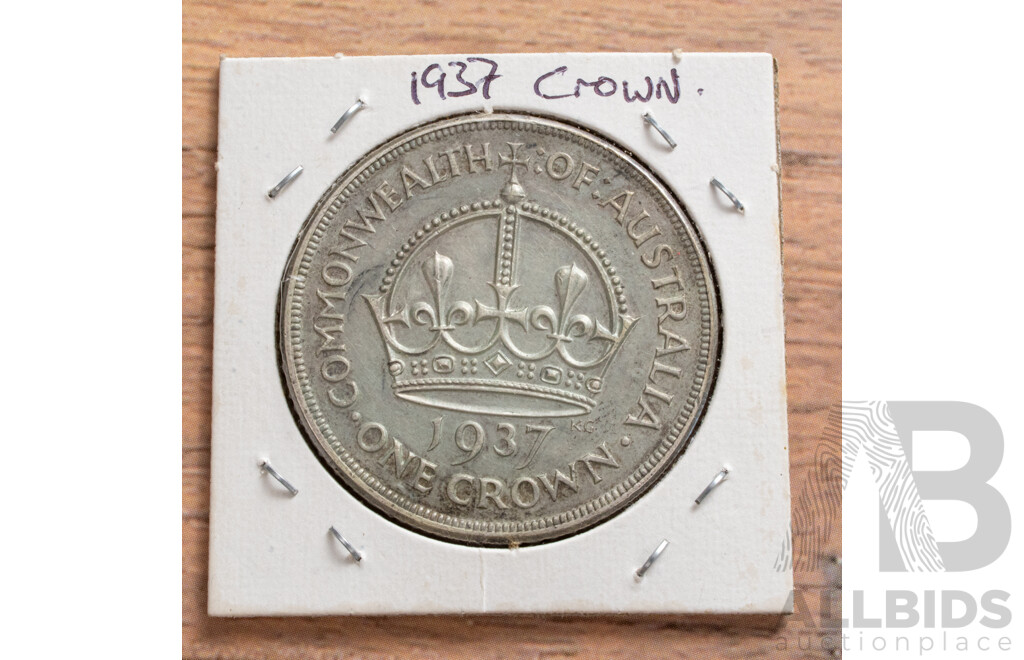 1937 Crown.
COMMONWEALTH OF AUSTRALIA
1937
KG
· ONE CROWN ·
ALLBIDS
auctionplace